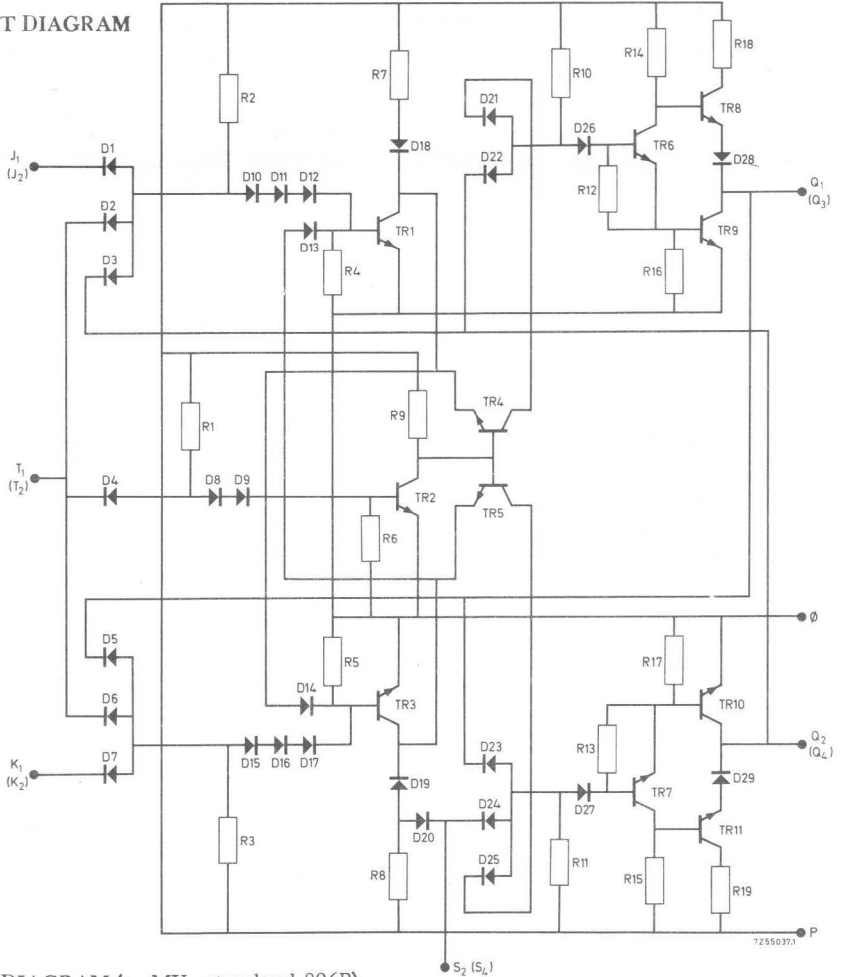 T DIAGRAM
R18
R14
R10
R7
R2
D21
TR8
D26
D18
TR6
D1
J₁
(J₂)
D22
D28
D10 D11 D12
R12
Q₁
(Q₃)
D2
TR1
TR9
D13
D3
R4
R16
TR4
R9
R1
T₁
(T₂)
D4
D8 D9
TR2
TR5
R6
Ø
D5
R5
R17
D14
D6
TR3
TR10
Q₂
(Q₄)
D23
R13
D7
K₁
(K₂)
D15 D16 D17
D19
D29
D27
TR7
D24
TR11
D20
R3
D25
R11
R8
R15
R19
P
7Z55037.1
S₂ (S₄)